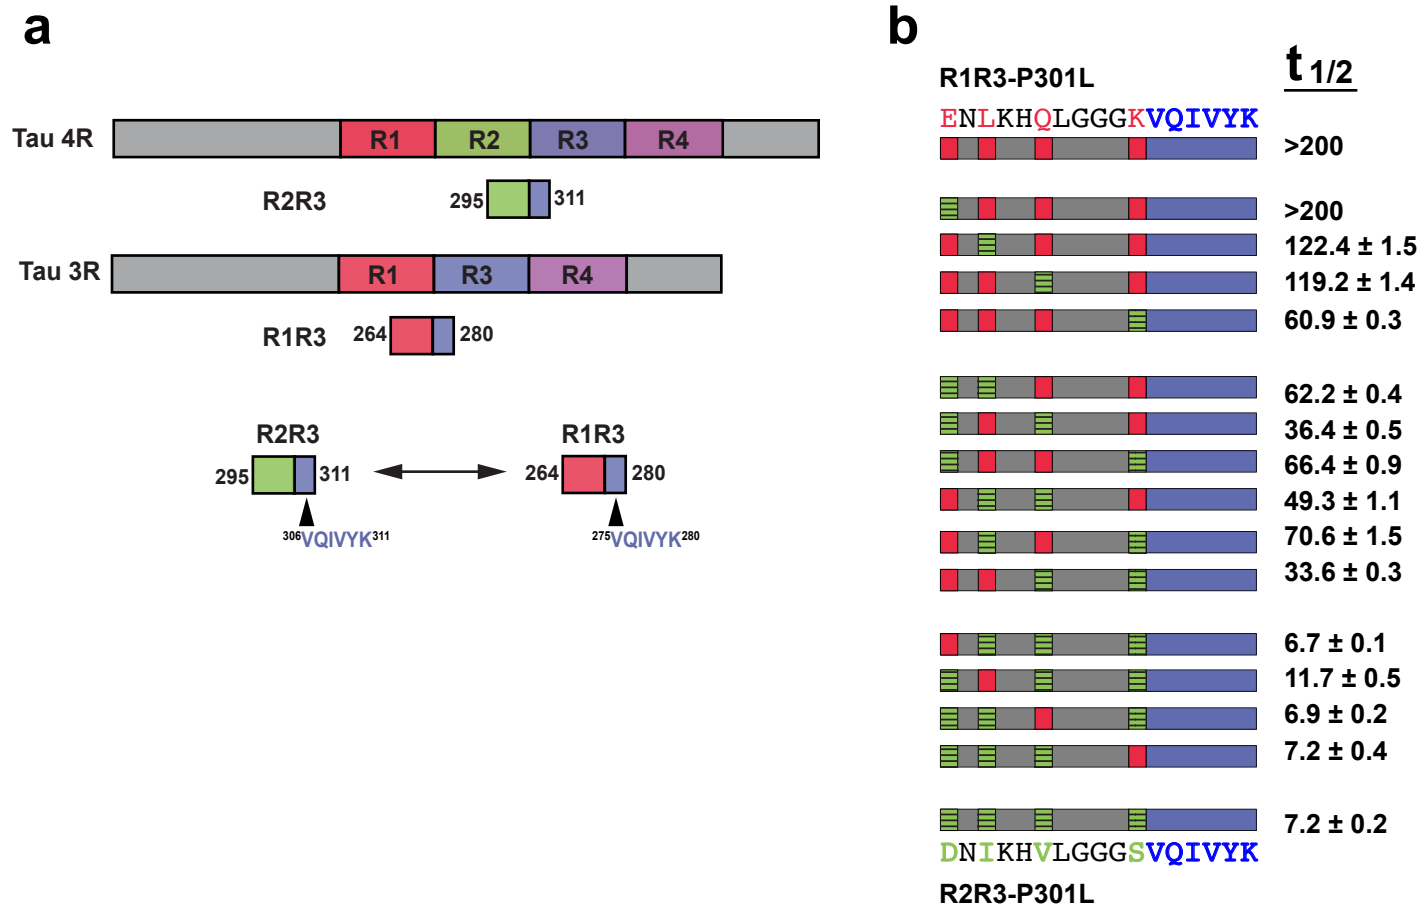 a
Tau 4R
R1 R2 R3 R4
R2R3 295 311
Tau 3R
R1 R3 R4
R1R3 264 280
R2R3 R1R3
295 311 264 280
306VQIVYK311 275VQIVYK280
b
R1R3-P301L t 1/2
ENLKHQLGGGKVQIVYK
>200
>200
122.4 ± 1.5
119.2 ± 1.4
60.9 ± 0.3
62.2 ± 0.4
36.4 ± 0.5
66.4 ± 0.9
49.3 ± 1.1
70.6 ± 1.5
33.6 ± 0.3
6.7 ± 0.1
11.7 ± 0.5
6.9 ± 0.2
7.2 ± 0.4
7.2 ± 0.2
DNIKHVLGGGSVQIVYK
R2R3-P301L